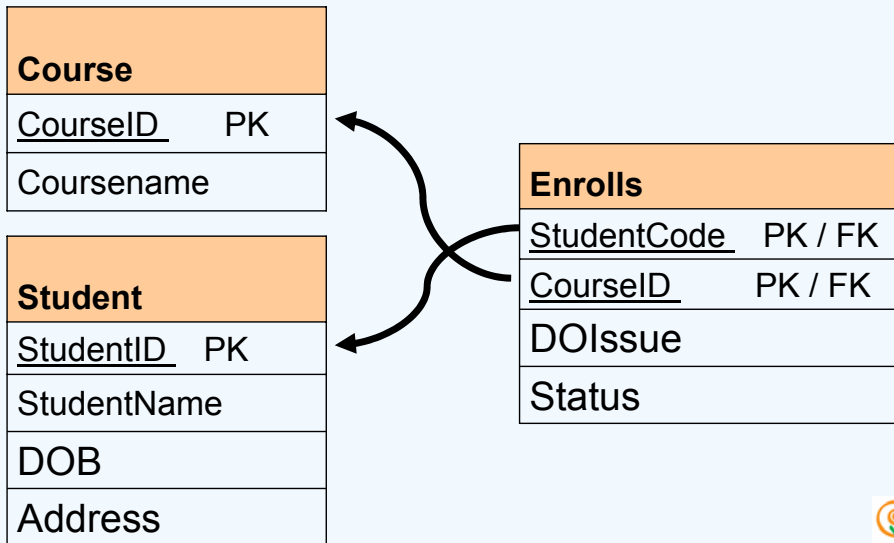 Course
CourseID PK
Coursename
Student
StudentID PK
StudentName
DOB
Address
Enrolls
StudentCode PK / FK
CourseID PK / FK
DOIssue
Status